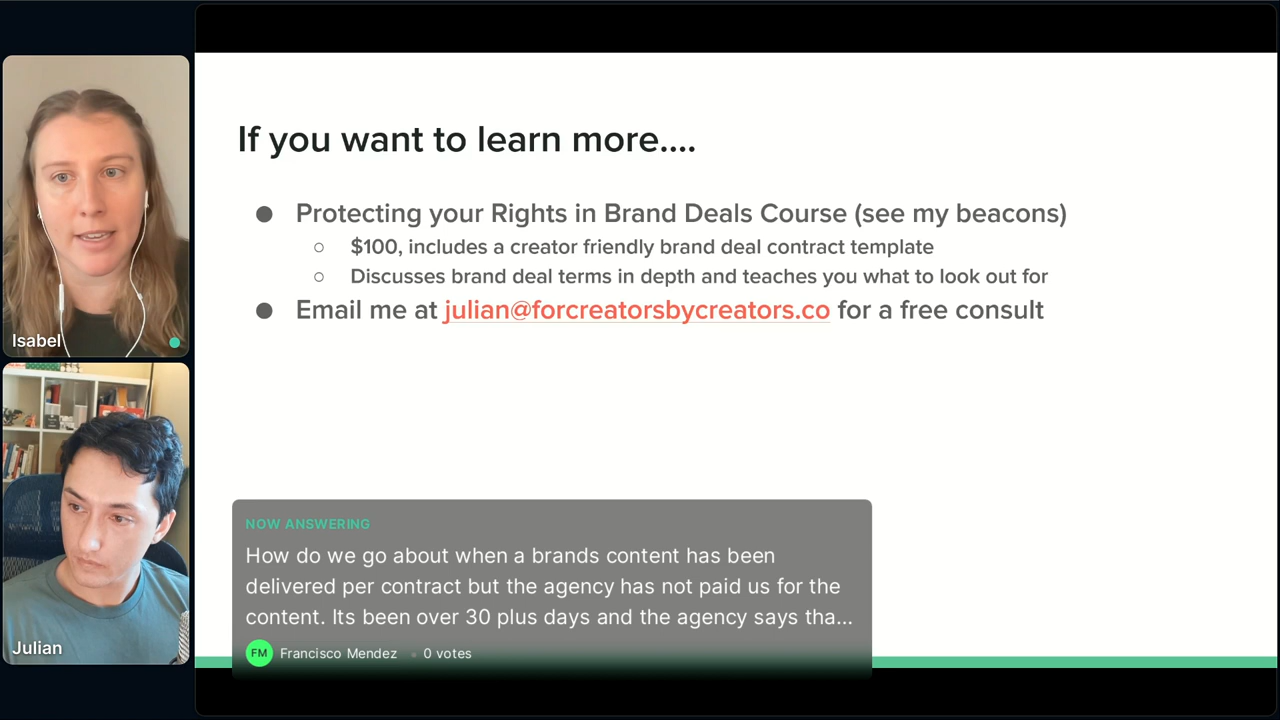 Isabel
Julian
If you want to learn more....
● Protecting your Rights in Brand Deals Course (see my beacons)
○ $100, includes a creator friendly brand deal contract template
○ Discusses brand deal terms in depth and teaches you what to look out for
● Email me at julian@forcreatorsbycreators.co for a free consult
NOW ANSWERING
How do we go about when a brands content has been
delivered per contract but the agency has not paid us for the
content. Its been over 30 plus days and the agency says tha...
FM Francisco Mendez • 0 votes